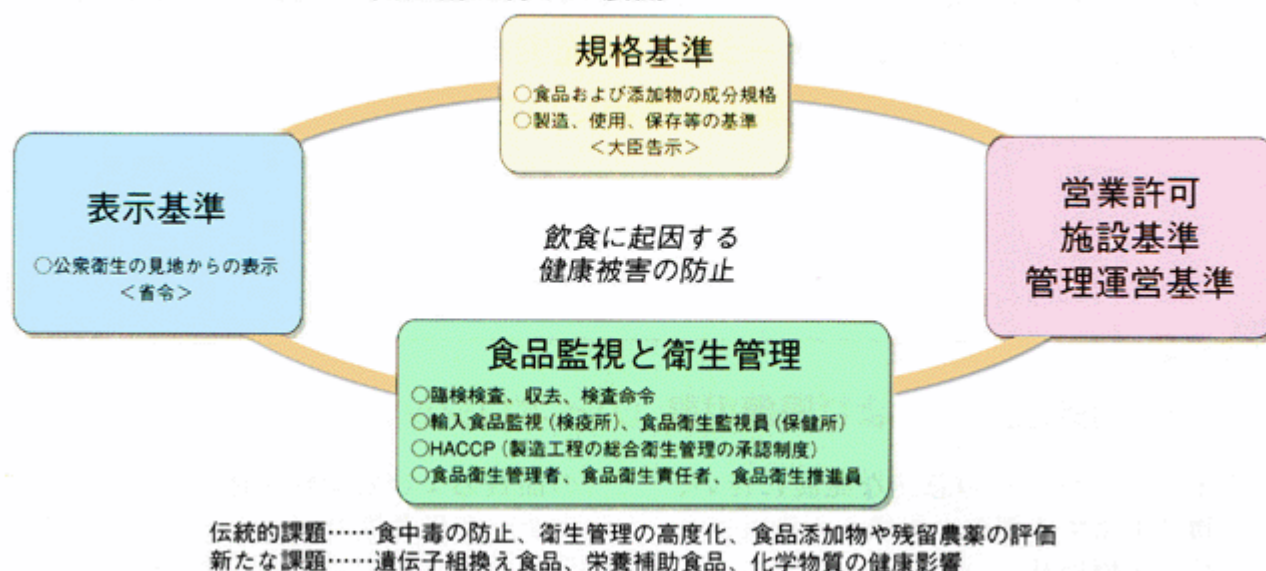 規格基準
○食品および添加物の成分規格
○製造、使用、保存等の基準
<大臣告示>
表示基準
○公衆衛生の見地からの表示
<省令>
飲食に起因する
健康被害の防止
営業許可
施設基準
管理運営基準
食品監視と衛生管理
○臨検検査、収去、検査命令
○輸入食品監視(検疫所)、食品衛生監視員(保健所)
○HACCP(製造工程の総合衛生管理の承認制度)
○食品衛生管理者、食品衛生責任者、食品衛生推進員
伝統的課題……食中毒の防止、衛生管理の高度化、食品添加物や残留農薬の評価
新たな課題……遺伝子組換え食品、栄養補助食品、化学物質の健康影響